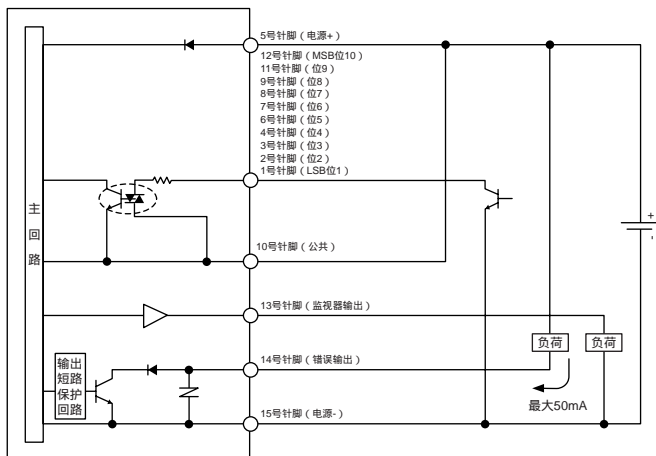 5号针脚（电源+）
12号针脚（MSB位10）
11号针脚（位9）
9号针脚（位8）
8号针脚（位7）
7号针脚（位6）
6号针脚（位5）
4号针脚（位4）
3号针脚（位3）
2号针脚（位2）
1号针脚（LSB位1）
主
回
路
+
-
10号针脚（公共）
13号针脚（监视器输出）
负荷
负荷
14号针脚（错误输出）
输出
短路
保护
回路
最大50mA
15号针脚（电源-）